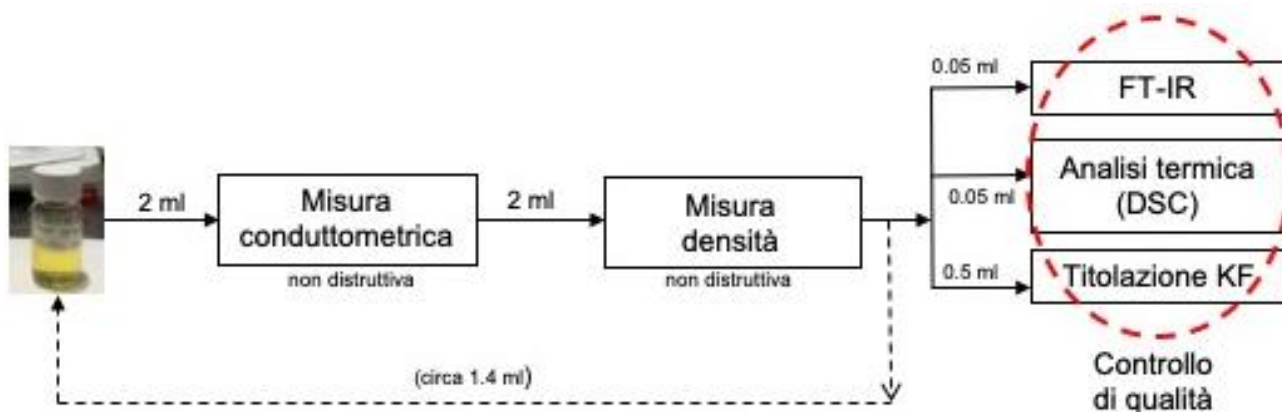 0.05 ml
FT-IR
2 ml
Misura
conduttometrica
non distruttiva
2 ml
Misura
densità
non distruttiva
0.05 ml
Analisi termica
(DSC)
0.5 ml
Titolazione KF
(circa 1.4 ml)
Controllo
di qualità